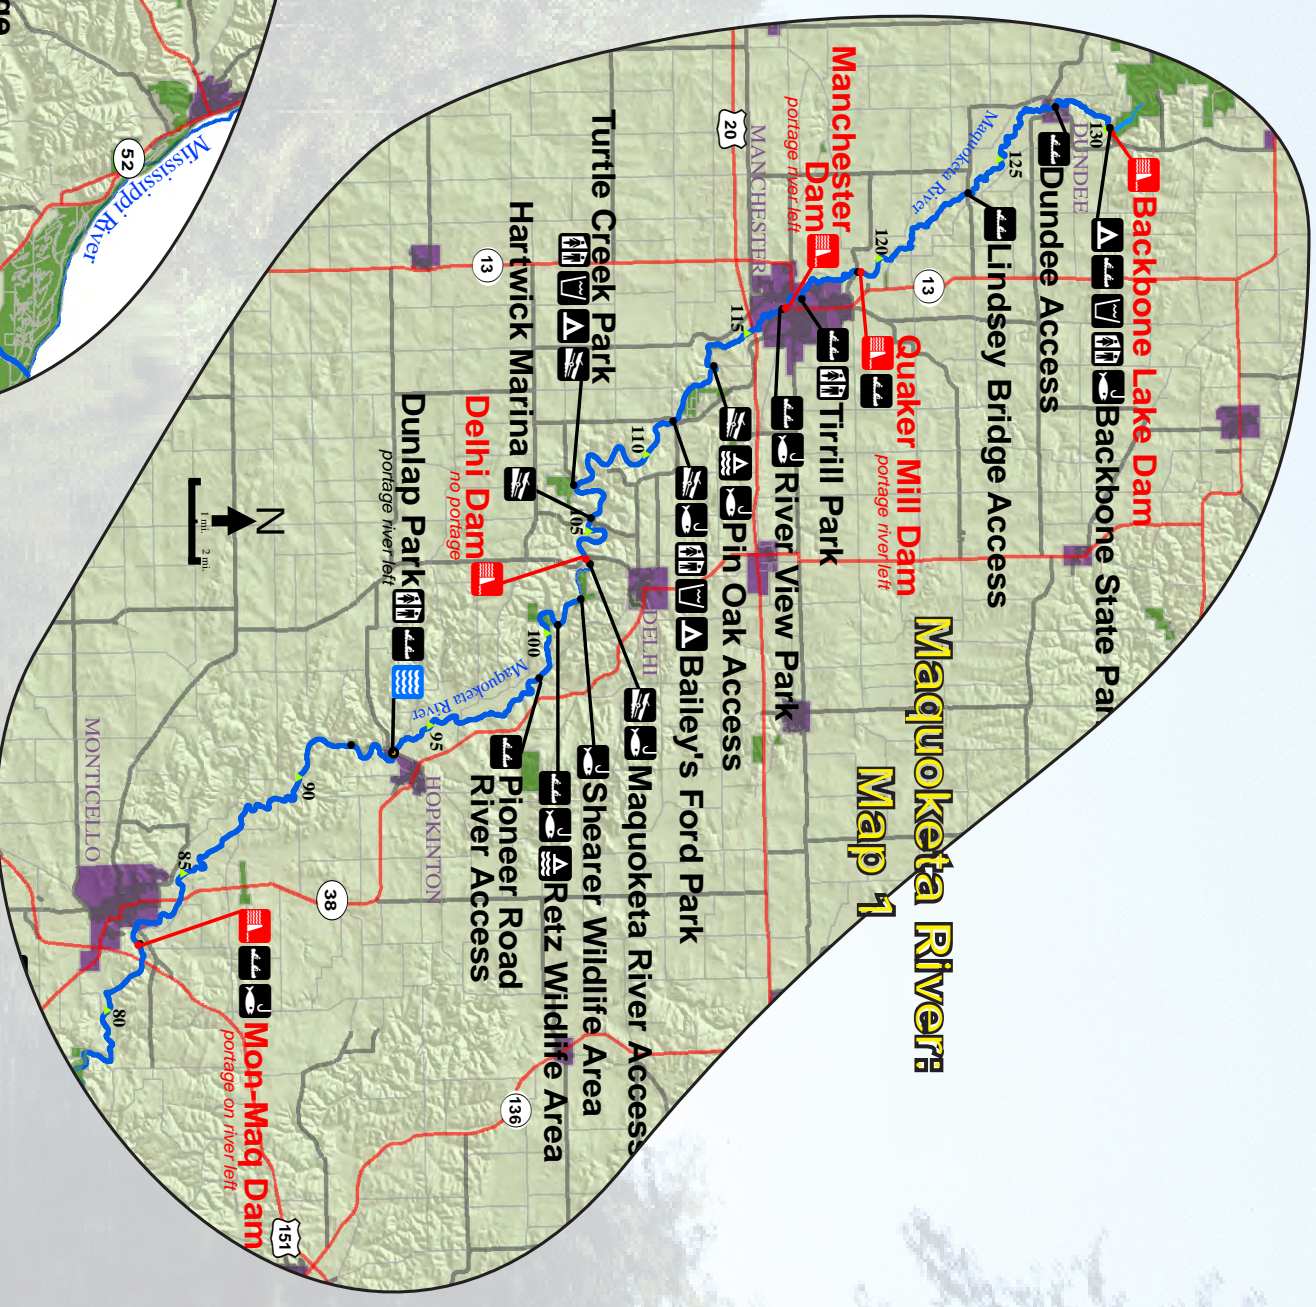 Maquoketa River:
Map 1
Backbone Lake Dam
Backbone State Par
130
DUNDEE
Dundee Access
Lindsey Bridge Access
125
Maquoketa River
120
13
Quaker Mill Dam
portage river left
Manchester
Dam
portage river left
Tirrill Park
River View Park
MANCHESTER
20
115
Pin Oak Access
Bailey's Ford Park
110
Turtle Creek Park
Hartwick Marina
13
05
Delhi Dam
no portage
DELHI
Maquoketa River Access
Shearer Wildlife Area
Retz Wildlife Area
100
Pioneer Road
River Access
Maquoketa River
Dunlap Park
portage river left
95
HOPKINTON
N
1 mi.
2 mi.
90
85
38
MONTICELLO
Mon-Maq Dam
portage on river left
80
136
151
52
Mississippi River
ge